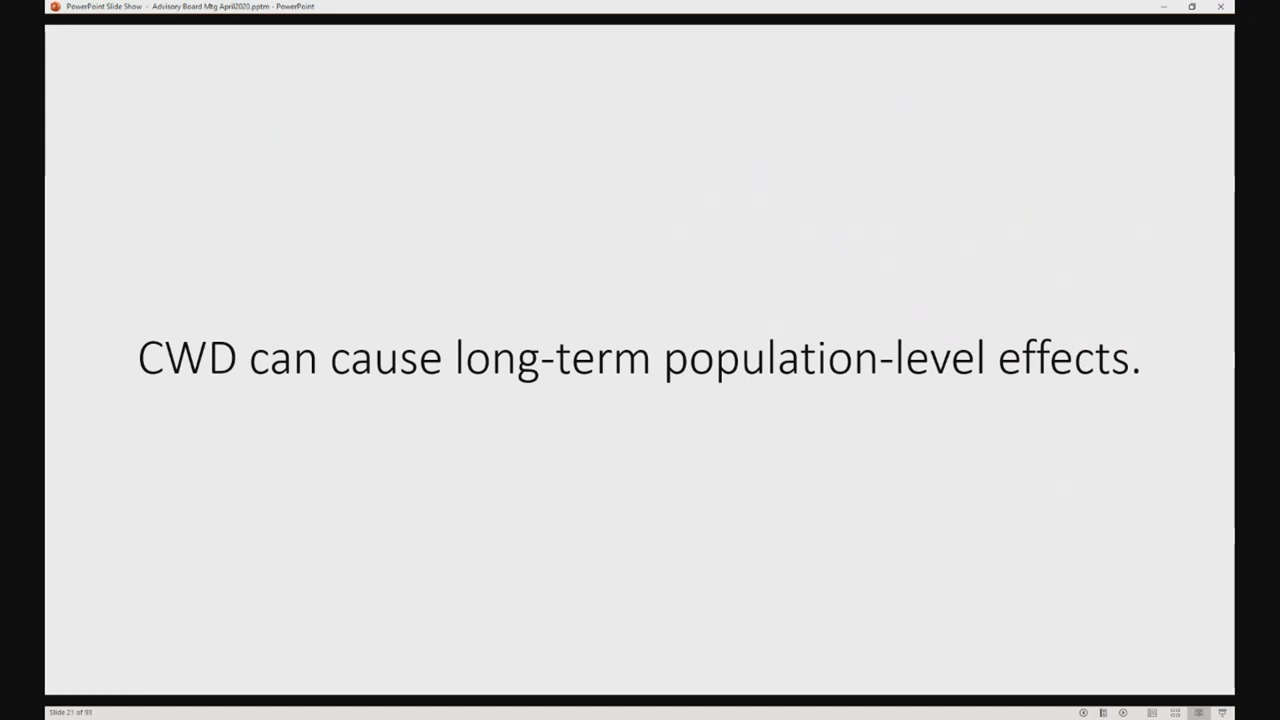 PowerPoint Slide Show - Advisory Board Mtg April2020.pptm - PowerPoint
CWD can cause long-term population-level effects.
Slide 21 of 93